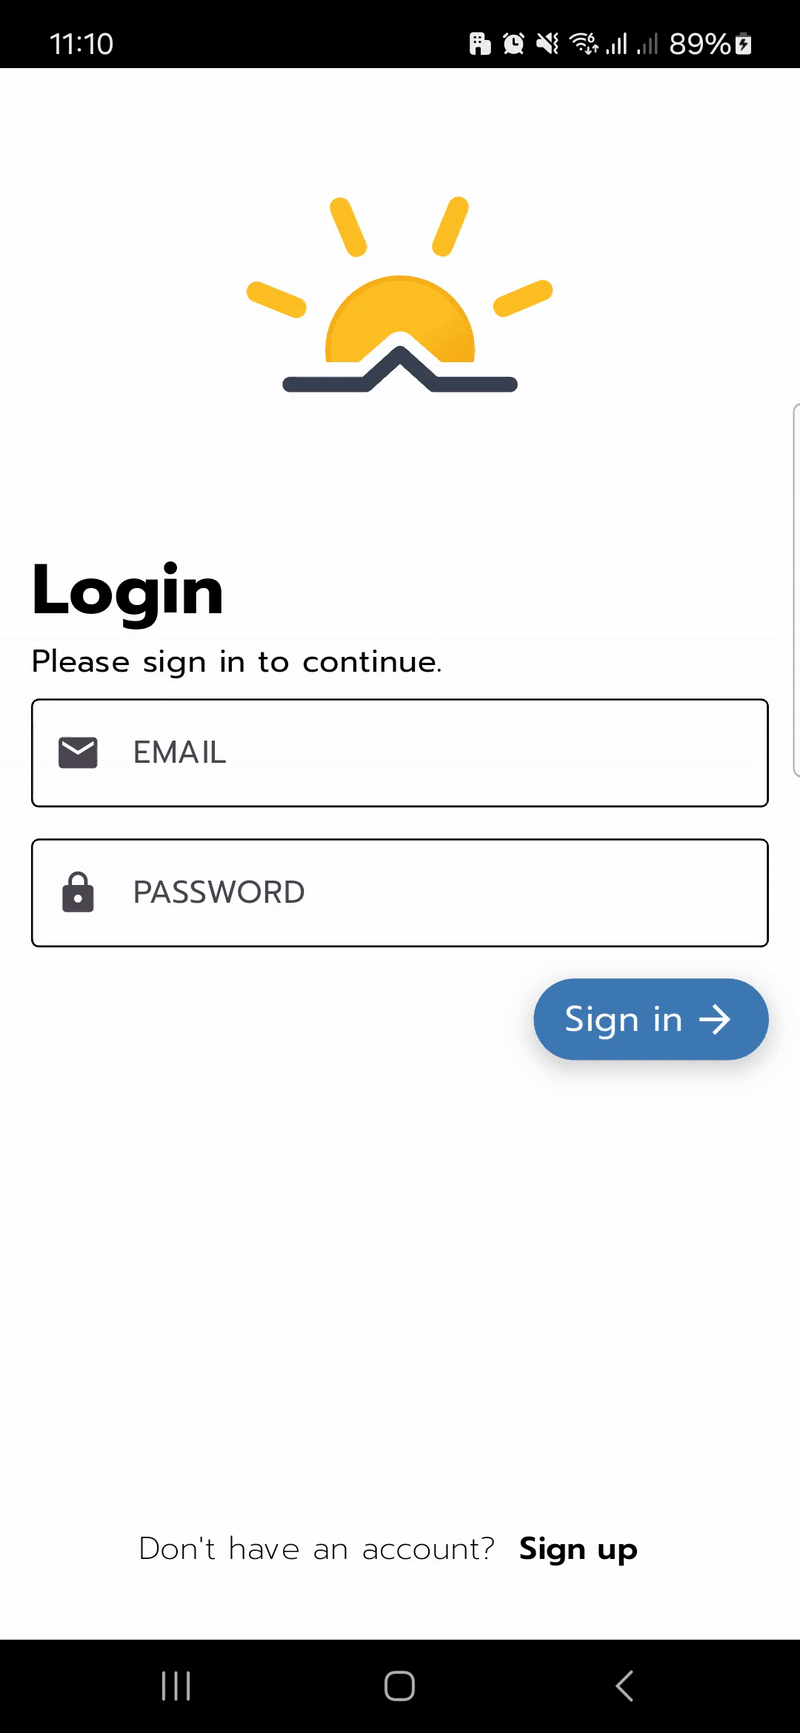 11:10 89%
Login
Please sign in to continue.
EMAIL
PASSWORD
Sign in
Don't have an account? Sign up